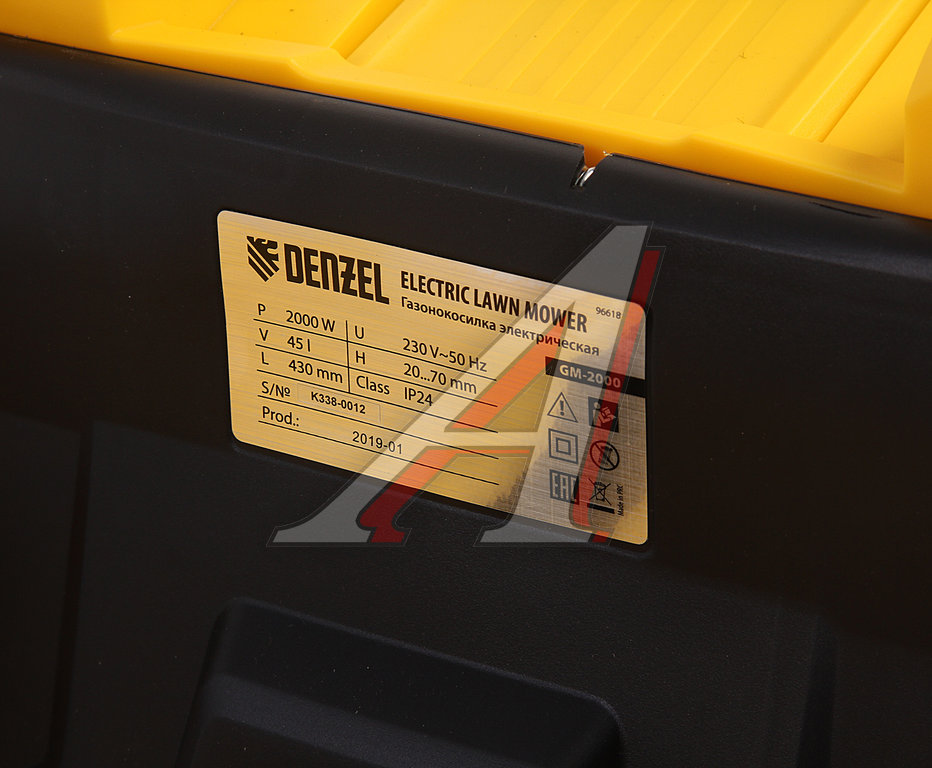 DENZEL ELECTRIC LAWN MOWER 96618
Газонокосилка электрическая
P 2000 W U 230 V~50 Hz
V 45 l H 20...70 mm
L 430 mm Class IP24
GM-2000
S/№ K338-0012
Prod.: 2019-01
EAC
Made in PRC